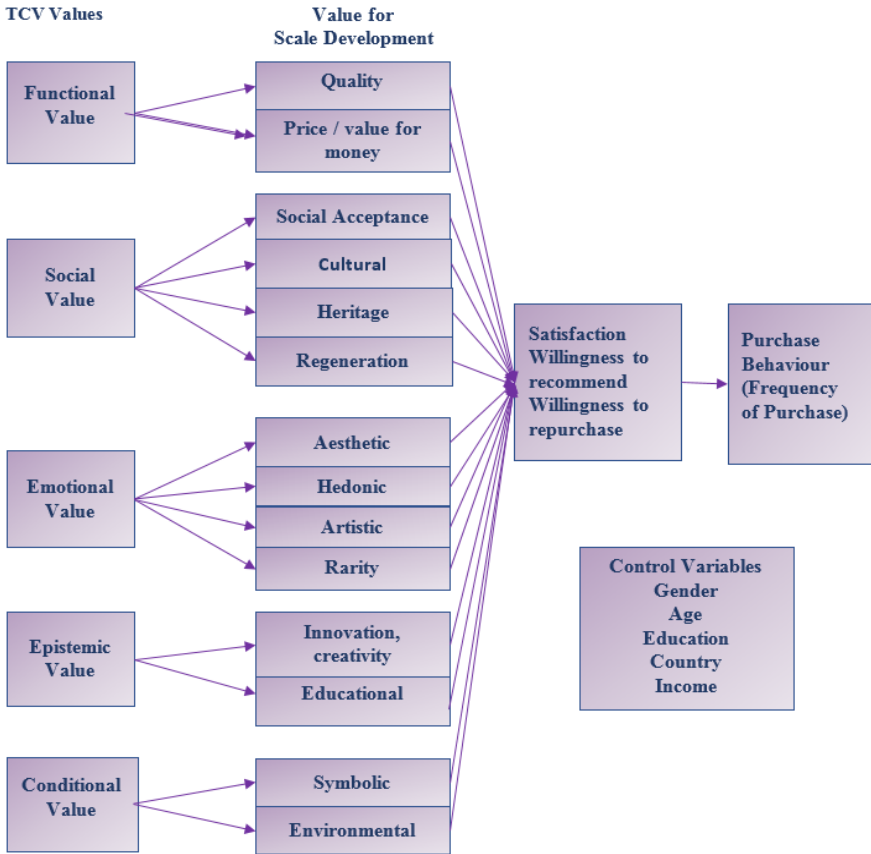 TCV Values
Value for
Scale Development
Functional
Value
Quality
Price / value for
money
Social
Value
Social Acceptance
Cultural
Heritage
Regeneration
Emotional
Value
Aesthetic
Hedonic
Artistic
Rarity
Epistemic
Value
Innovation,
creativity
Educational
Conditional
Value
Symbolic
Environmental
Satisfaction
Willingness to
recommend
Willingness to
repurchase
Purchase
Behaviour
(Frequency
of Purchase)
Control Variables
Gender
Age
Education
Country
Income